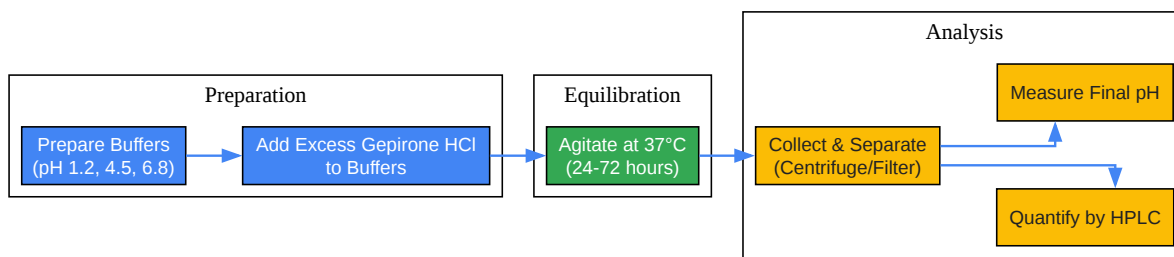 Preparation
Prepare Buffers
(pH 1.2, 4.5, 6.8)
Add Excess Gepirone HCl
to Buffers
Equilibration
Agitate at 37°C
(24-72 hours)
Analysis
Collect & Separate
(Centrifuge/Filter)
Measure Final pH
Quantify by HPLC